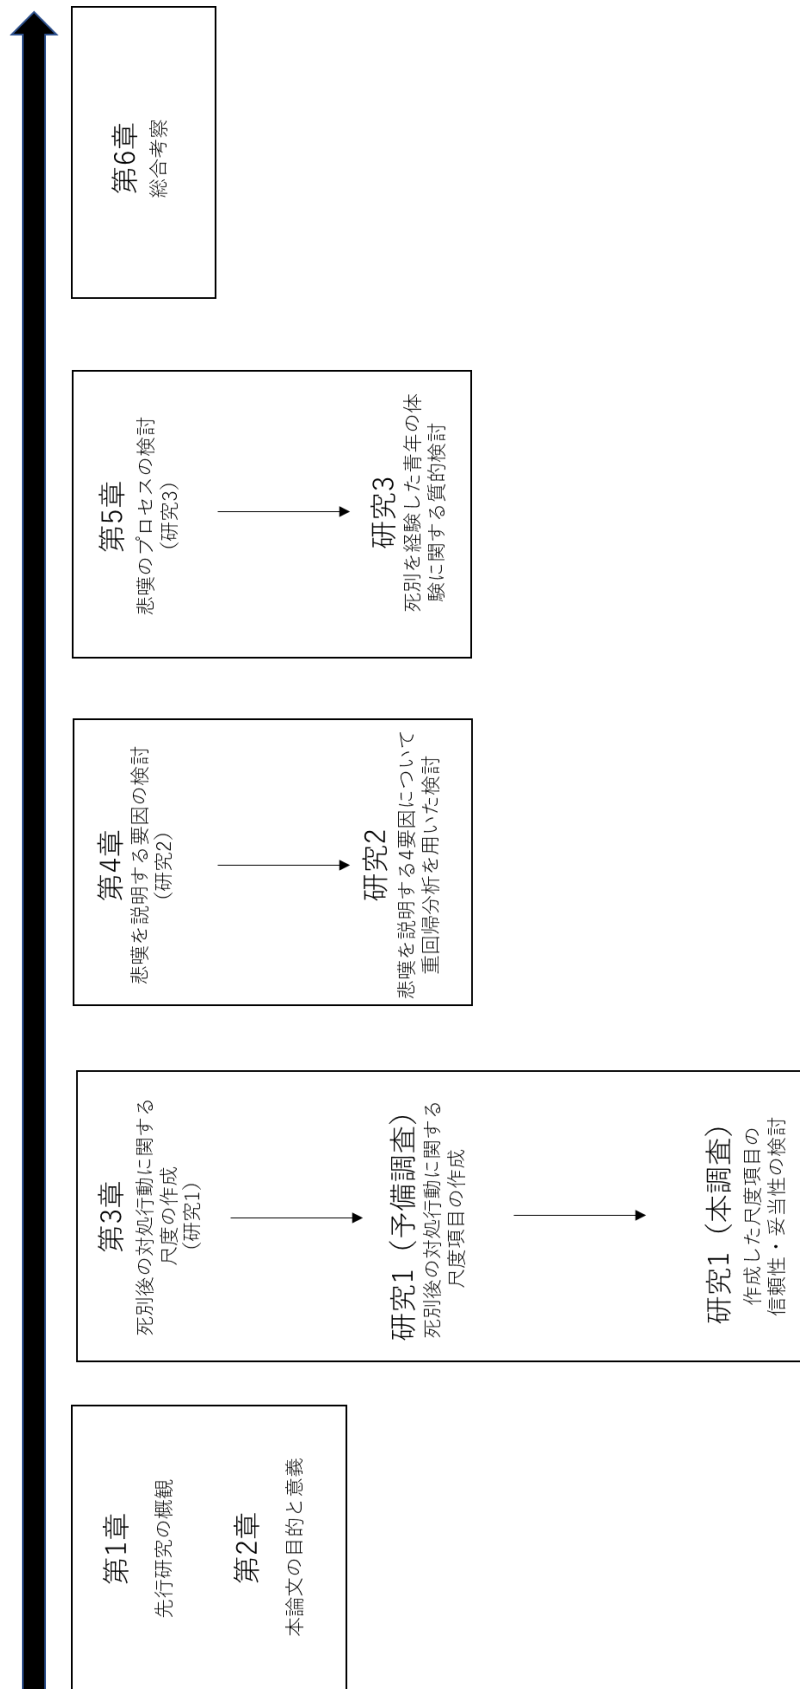 第1章
先行研究の概観
第2章
本論文の目的と意義
第3章
死別後の対処行動に関する
尺度の作成
(研究1)
研究1（予備調査）
死別後の対処行動に関する
尺度項目の作成
研究1（本調査）
作成した尺度項目の
信頼性・妥当性の検討
第4章
悲嘆を説明する要因の検討
(研究2)
研究2
悲嘆を説明する4要因について
重回帰分析を用いた検討
第5章
悲嘆のプロセスの検討
(研究3)
研究3
死別を経験した青年の体
験に関する質的検討
第6章
総合考察